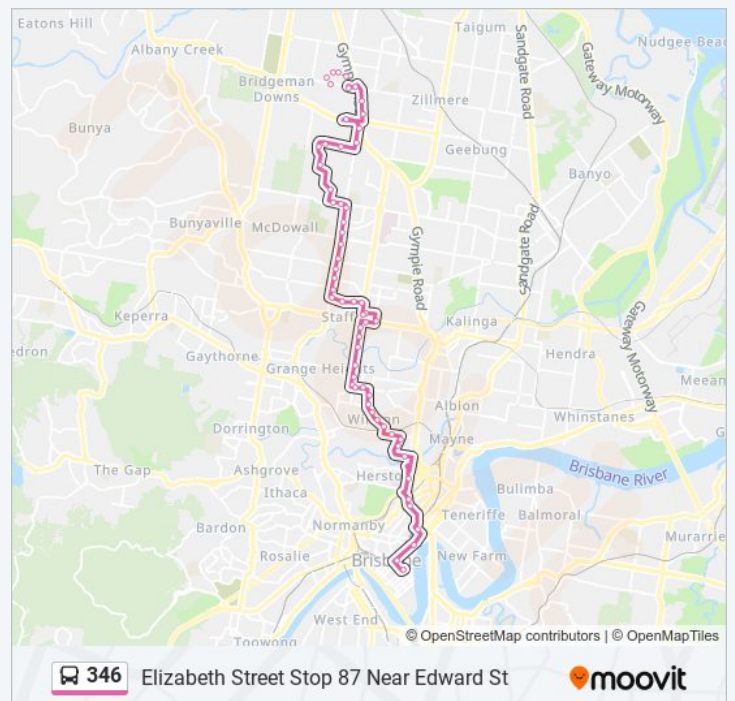 Eatons Hill
Albany Creek
Gymp
Taigum
Sandgate Road
Nudgee Bea
Bridgeman
Downs
Gateway Motorway
Zillmere
Bunya
Geebung
Banyo
Bunyaville
McDowall
Sandgate Road
Gympie Road
Keperra
Staff
Kalinga
Gateway Motorway
edron
Gaythorne
Hendra
Grange Heights
Meean
Albion
Wilston
Whinstanes
Dorrington
Mayne
G
The Gap
Ashgrove
Hersto
Brisbane River
Ithaca
Bulimba
Normanby
Teneriffe
Balmoral
Bardon
Murarrie
Rosalie
Brisbane
New Farm
West End
Toowong
© OpenStreetMap contributors | © OpenMapTiles
346
Elizabeth Street Stop 87 Near Edward St
moovit